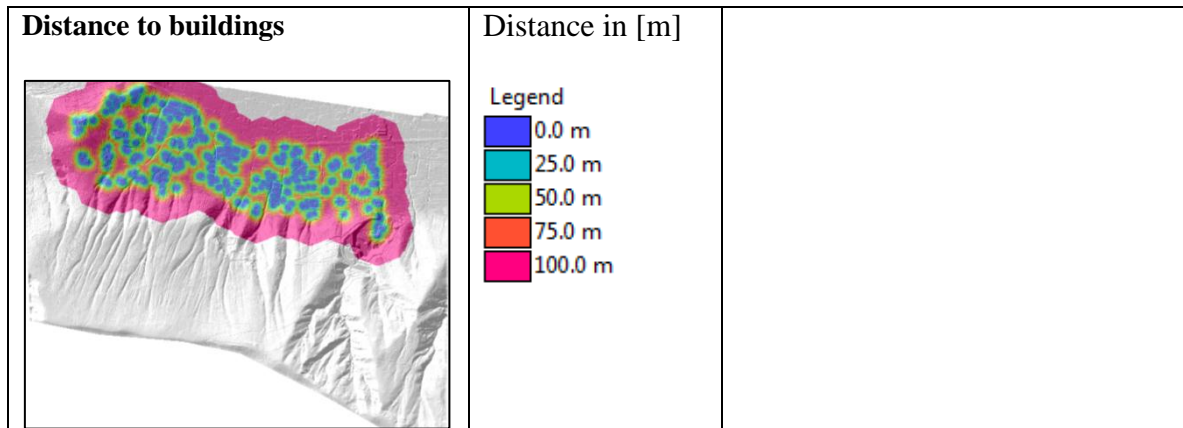 Distance to buildings
Distance in [m]
Legend
0.0 m
25.0 m
50.0 m
75.0 m
100.0 m